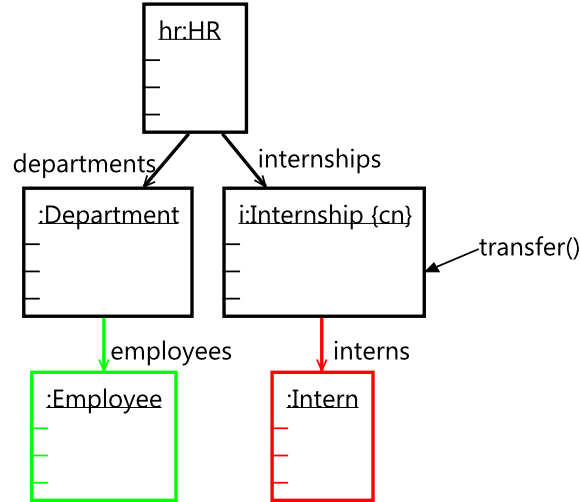 hr:HR
departments
internships
:Department
i:Internship {cn}
transfer()
employees
interns
:Employee
:Intern